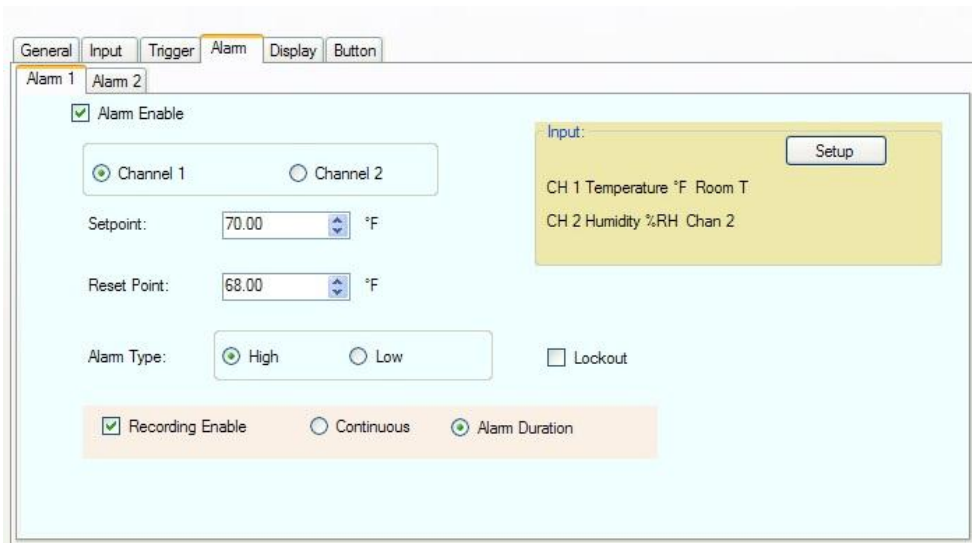 General Input Trigger Alarm Display Button
Alarm 1 Alarm 2
Alarm Enable
Input:
Setup
Channel 1 Channel 2
CH 1 Temperature °F Room T
Setpoint: 70.00 °F
CH 2 Humidity %RH Chan 2
Reset Point: 68.00 °F
Alarm Type: High Low
Lockout
Recording Enable Continuous Alarm Duration